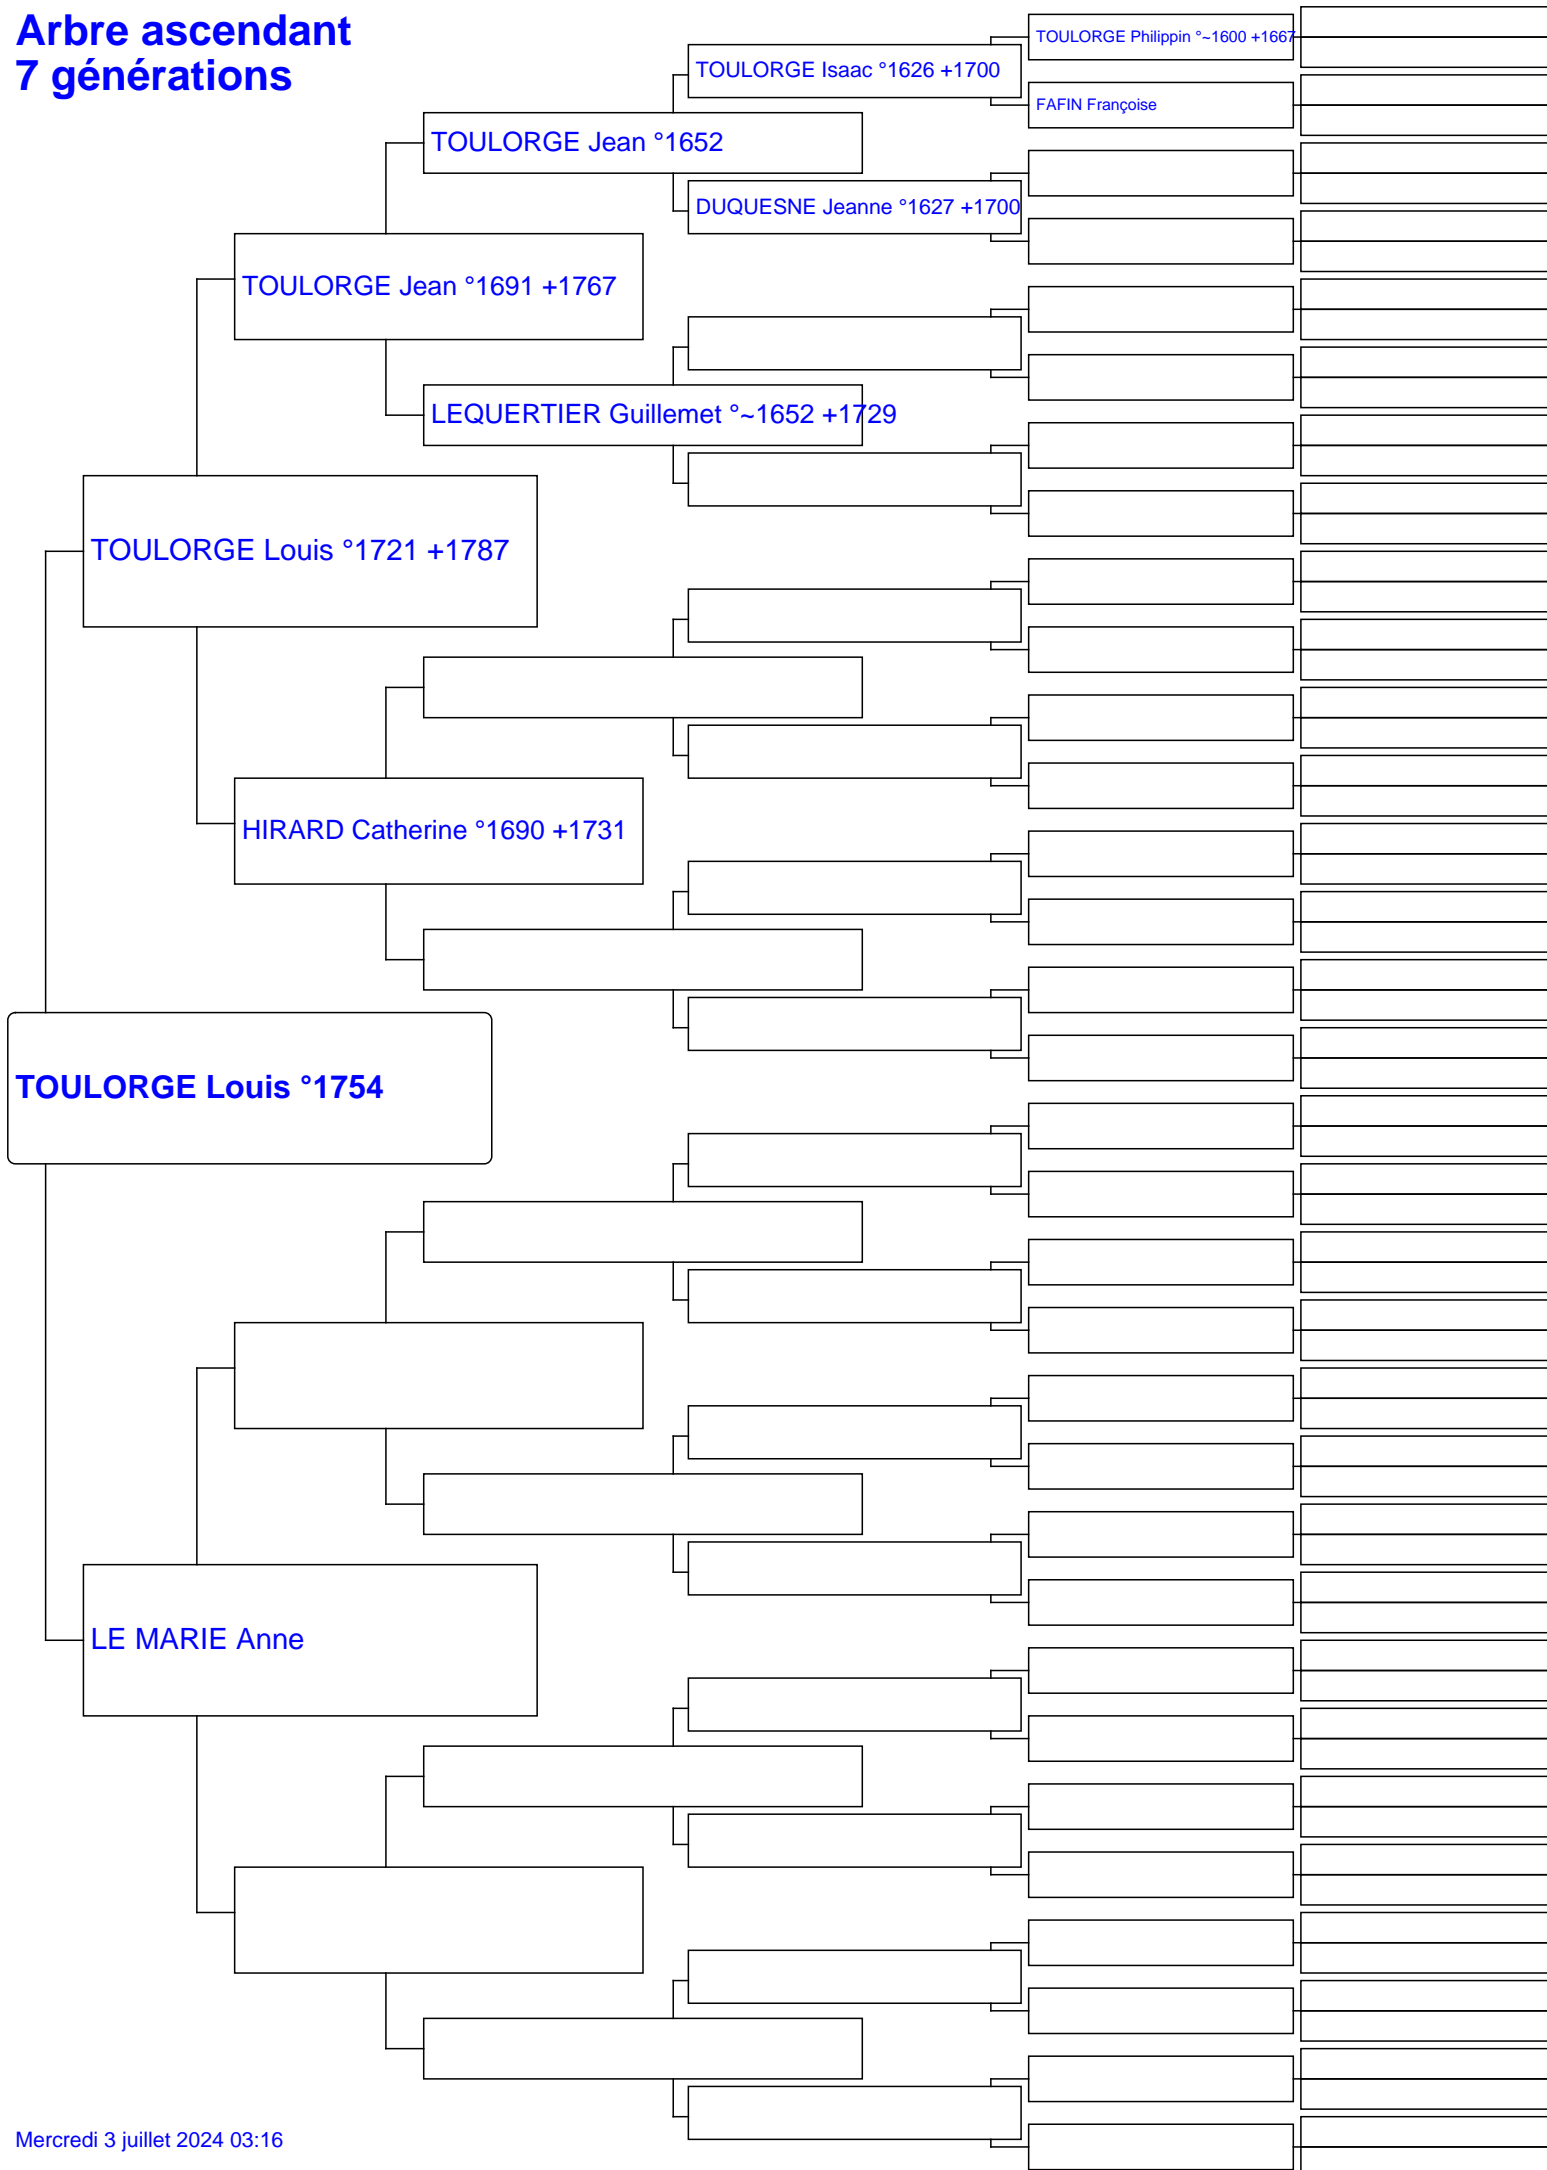 Arbre ascendant
7 générations
TOULORGE Philippin °~1600 +1667
TOULORGE Isaac °1626 +1700
FAFIN Françoise
TOULORGE Jean °1652
DUQUESNE Jeanne °1627 +1700
TOULORGE Jean °1691 +1767
LEQUERTIER Guillemet °~1652 +1729
TOULORGE Louis °1721 +1787
HIRARD Catherine °1690 +1731
TOULORGE Louis °1754
LE MARIE Anne
Mercredi 3 juillet 2024 03:16